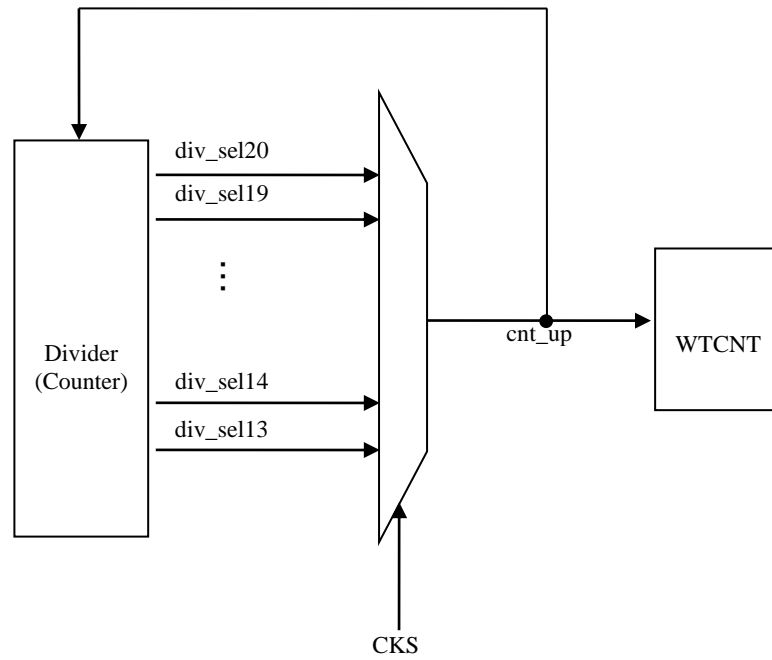 div_sel20
div_sel19
⋮
Divider
(Counter)
div_sel14
div_sel13
cnt_up
WTCNT
CKS